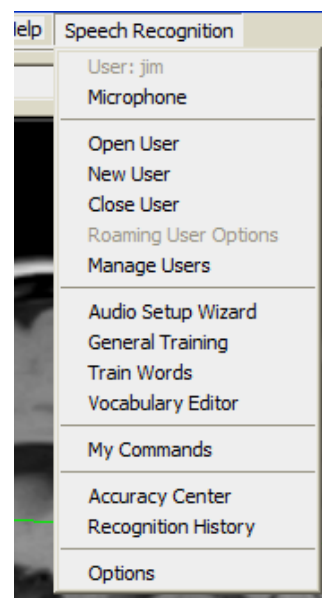 Help Speech Recognition
User: jim
Microphone
Open User
New User
Close User
Roaming User Options
Manage Users
Audio Setup Wizard
General Training
Train Words
Vocabulary Editor
My Commands
Accuracy Center
Recognition History
Options